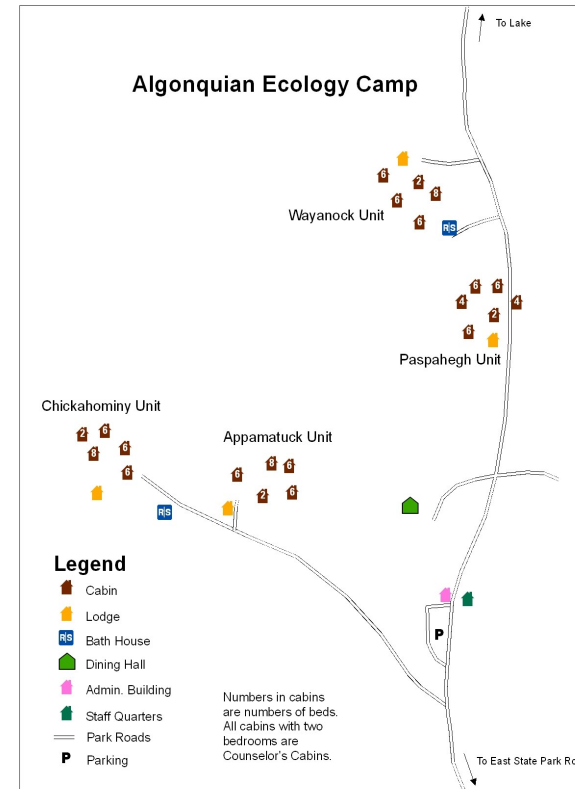 To Lake
Algonquian Ecology Camp
6
2
8
6
Wayanock Unit
6
R|S
6
6
4
4
2
6
Paspahegh Unit
Chickahominy Unit
2
6
6
8
6
Appamatuck Unit
8
6
6
2
6
R|S
Legend
Cabin
Lodge
R|S Bath House
Dining Hall
Admin. Building
Staff Quarters
Park Roads
P Parking
P
Numbers in cabins
are numbers of beds.
All cabins with two
bedrooms are
Counselor's Cabins.
To East State Park Ro